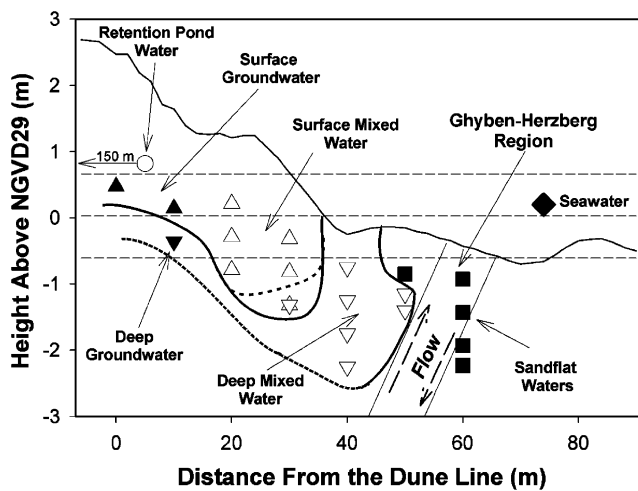 3
2
1
0
-1
-2
-3
Height Above NGVD29 (m)
Retention Pond
Water
Surface
Groundwater
Surface Mixed
Water
Ghyben-Herzberg
Region
150 m
Seawater
Deep
Groundwater
Deep Mixed
Water
Flow
Sandflat
Waters
0
20
40
60
80
Distance From the Dune Line (m)